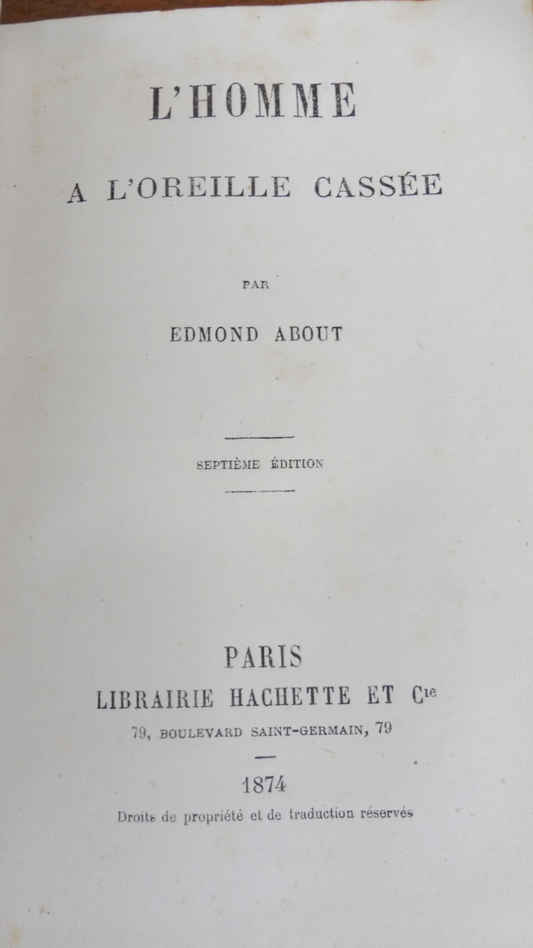 L'HOMME
A L'OREILLE CASSÉE
PAR
EDMOND ABOUT
SEPTIÈME ÉDITION
PARIS
LIBRAIRIE HACHETTE ET Cie
79, BOULEVARD SAINT-GERMAIN, 79
1874
Droits de propriété et de traduction réservés